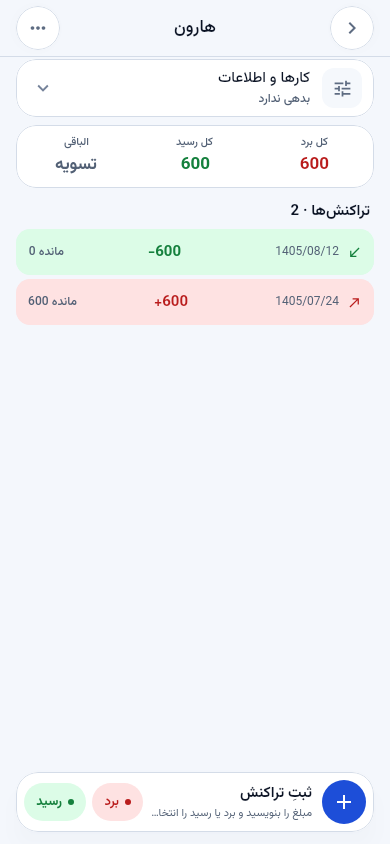 هارون
کارها و اطلاعات
بدهی ندارد
کل برد	کل رسید	الباقی
600	600	تسویه
تراکنش‌ها · 2
1405/08/12	-600	مانده 0
1405/07/24	+600	مانده 600
ثبتِ تراکنش
مبلغ را بنویسید و برد یا رسید را انتخا...
برد
رسید